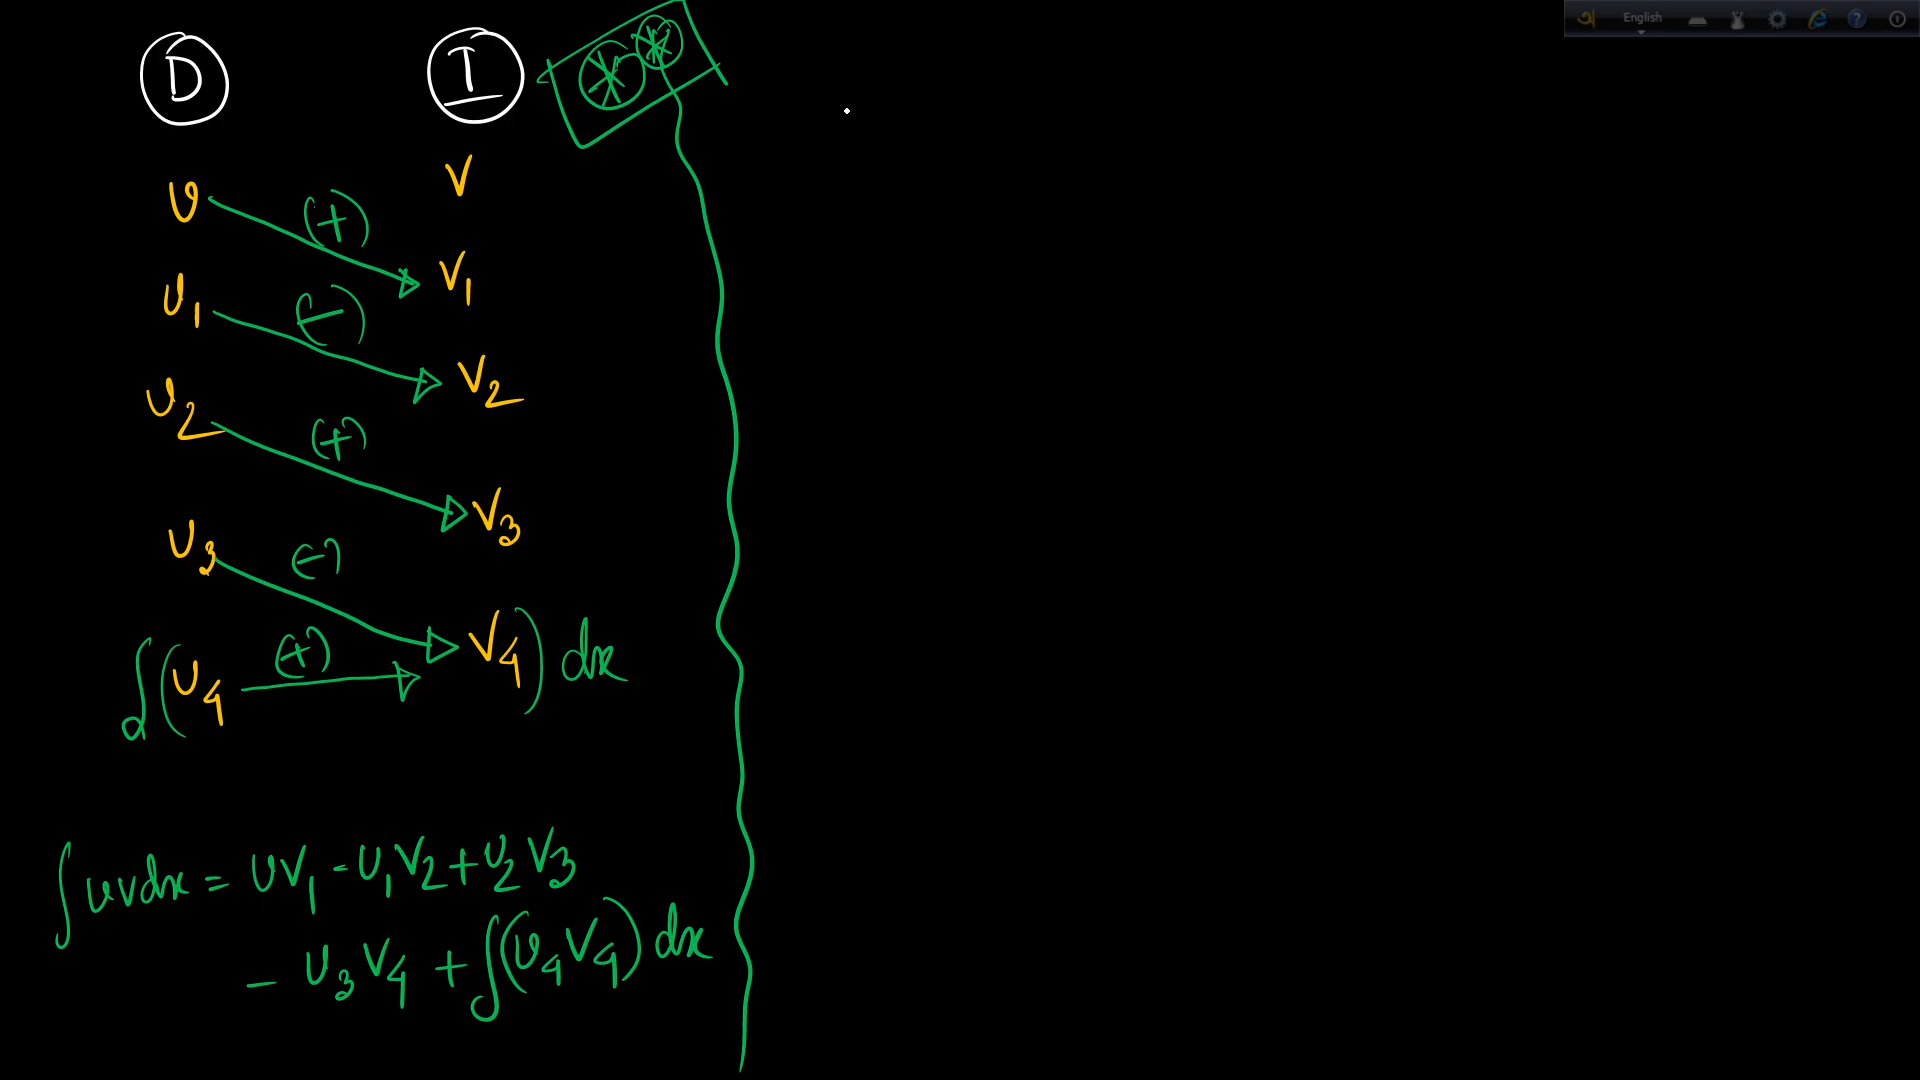 D I ** English
U V
(+)
U₁ V₁
(-)
U₂ V₂
(+)
U₃ V₃
(-)
∫(U₄ (+) V₄) dx
∫uvdx = UV₁ - U₁V₂ + U₂V₃
- U₃V₄ + ∫(U₄V₄) dx